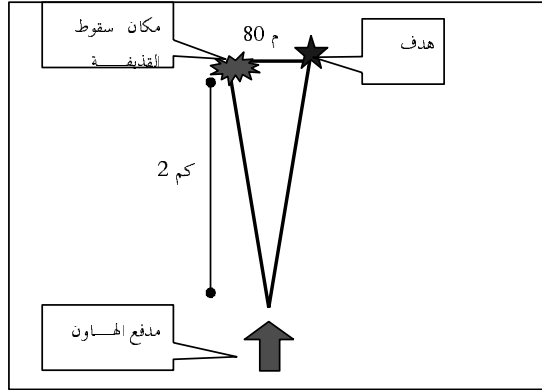 مكان سقوط
القذيفة
80 م
هدف
2 كم
مدفع الهاون